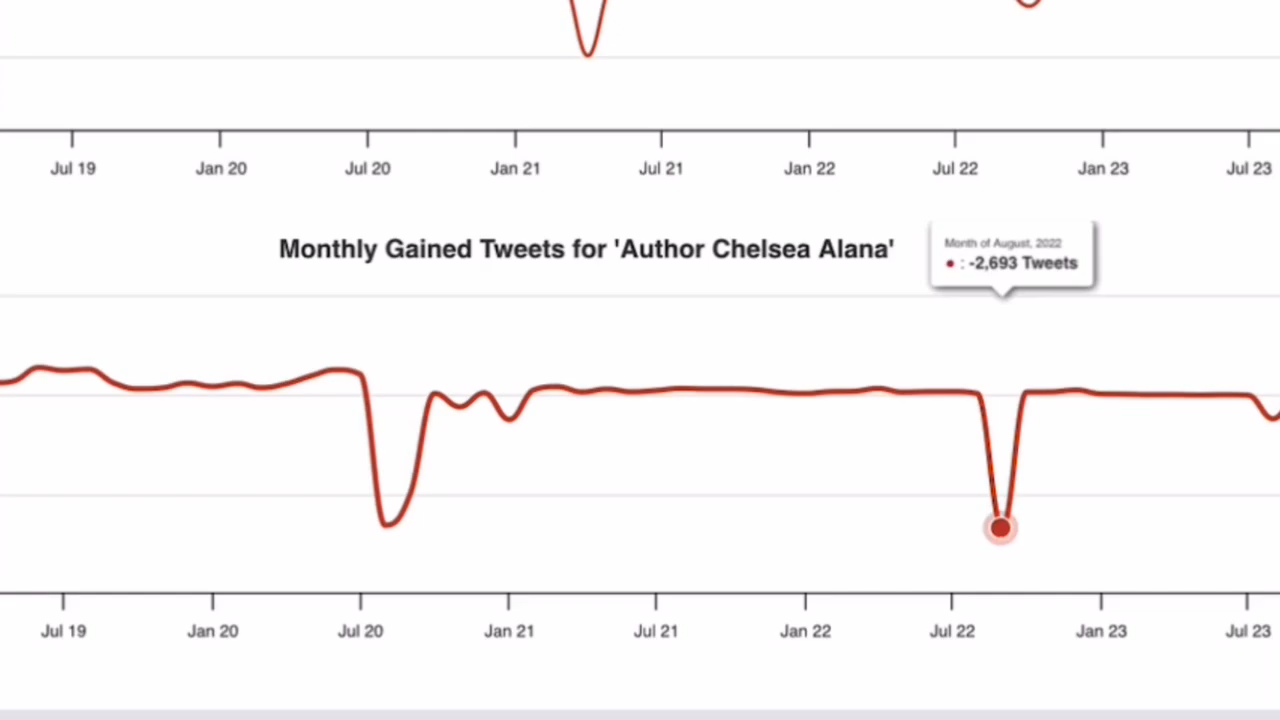 Jul 19 Jan 20 Jul 20 Jan 21 Jul 21 Jan 22 Jul 22 Jan 23 Jul 23
Monthly Gained Tweets for 'Author Chelsea Alana'
Month of August, 2022
: -2,693 Tweets
Jul 19 Jan 20 Jul 20 Jan 21 Jul 21 Jan 22 Jul 22 Jan 23 Jul 23